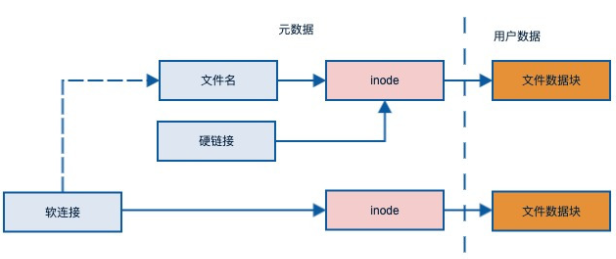 元数据
用户数据
文件名
inode
文件数据块
硬链接
软连接
inode
文件数据块